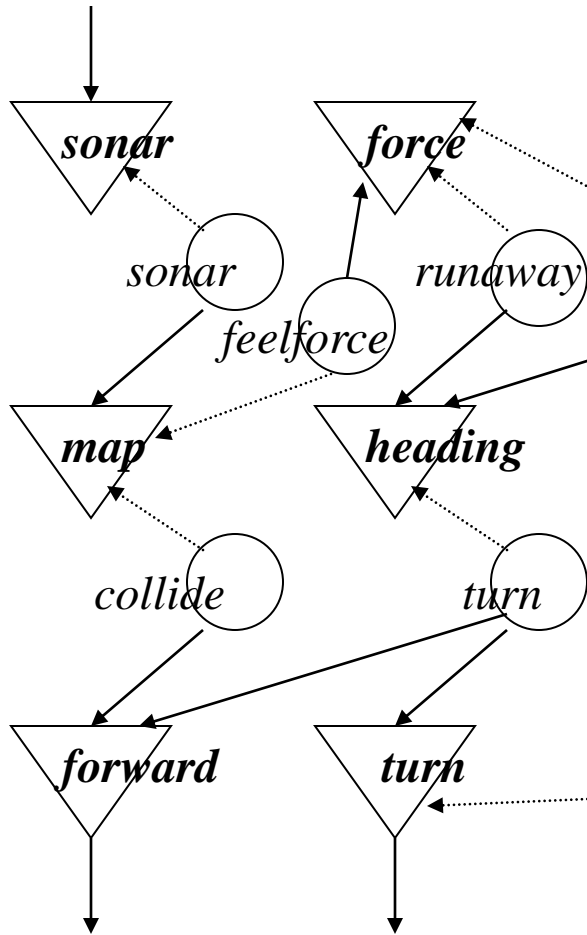 sonar
force
sonar
runaway
feelforce
map
heading
collide
turn
forward
turn